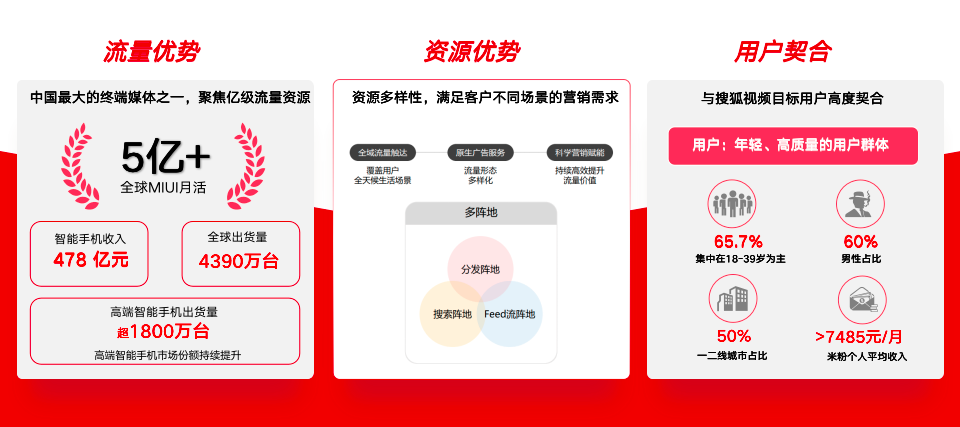 流量优势
中国最大的终端媒体之一，聚焦亿级流量资源
5亿+
全球MIUI月活
智能手机收入
478 亿元
全球出货量
4390万台
高端智能手机出货量
超1800万台
高端智能手机市场份额持续提升
资源优势
资源多样性，满足客户不同场景的营销需求
全域流量触达
原生广告服务
科学营销赋能
覆盖用户
全天候生活场景
流量形态
多样化
持续高效提升
流量价值
多阵地
分发阵地
搜索阵地
Feed流阵地
用户契合
与搜狐视频目标用户高度契合
用户：年轻、高质量的用户群体
65.7%
集中在18-39岁为主
60%
男性占比
50%
一二线城市占比
>7485元/月
米粉个人平均收入